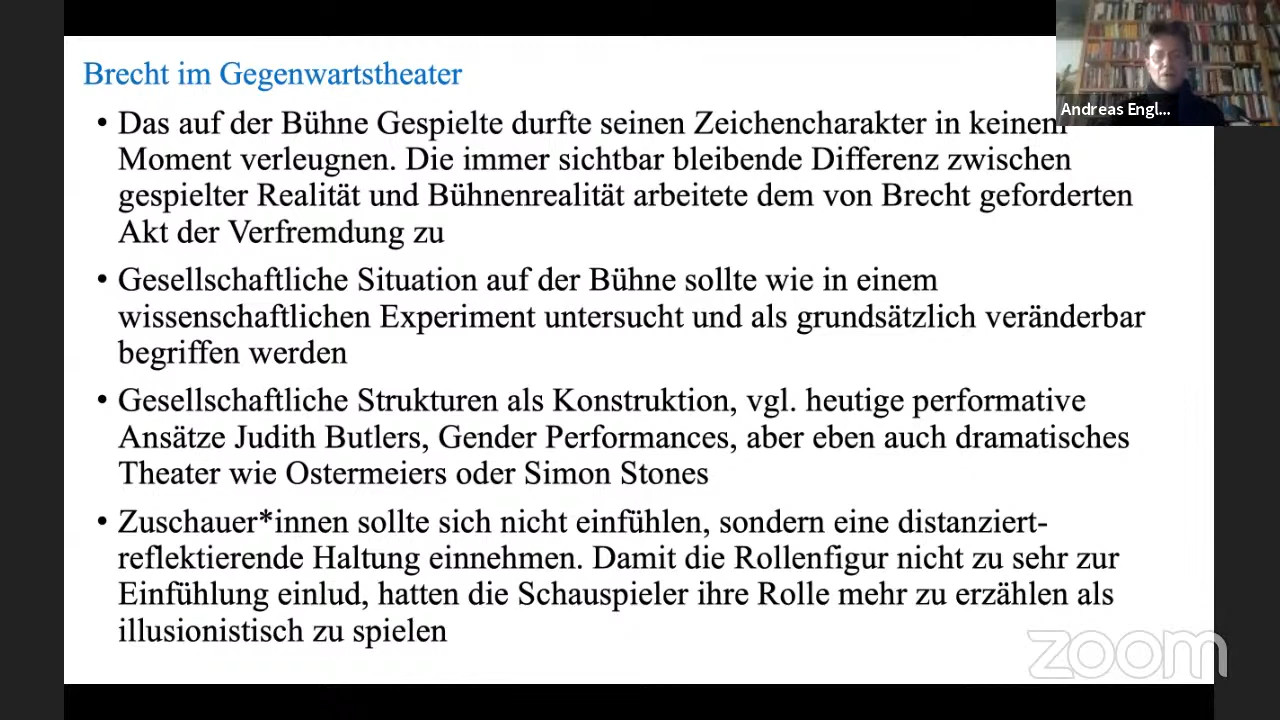 Brecht im Gegenwartstheater
Andreas Engl...
• Das auf der Bühne Gespielte durfte seinen Zeichencharakter in keinem
Moment verleugnen. Die immer sichtbar bleibende Differenz zwischen
gespielter Realität und Bühnenrealität arbeitete dem von Brecht geforderten
Akt der Verfremdung zu
• Gesellschaftliche Situation auf der Bühne sollte wie in einem
wissenschaftlichen Experiment untersucht und als grundsätzlich veränderbar
begriffen werden
• Gesellschaftliche Strukturen als Konstruktion, vgl. heutige performative
Ansätze Judith Butlers, Gender Performances, aber eben auch dramatisches
Theater wie Ostermeiers oder Simon Stones
• Zuschauer*innen sollte sich nicht einfühlen, sondern eine distanziert-
reflektierende Haltung einnehmen. Damit die Rollenfigur nicht zu sehr zur
Einfühlung einlud, hatten die Schauspieler ihre Rolle mehr zu erzählen als
illusionistisch zu spielen
zoom